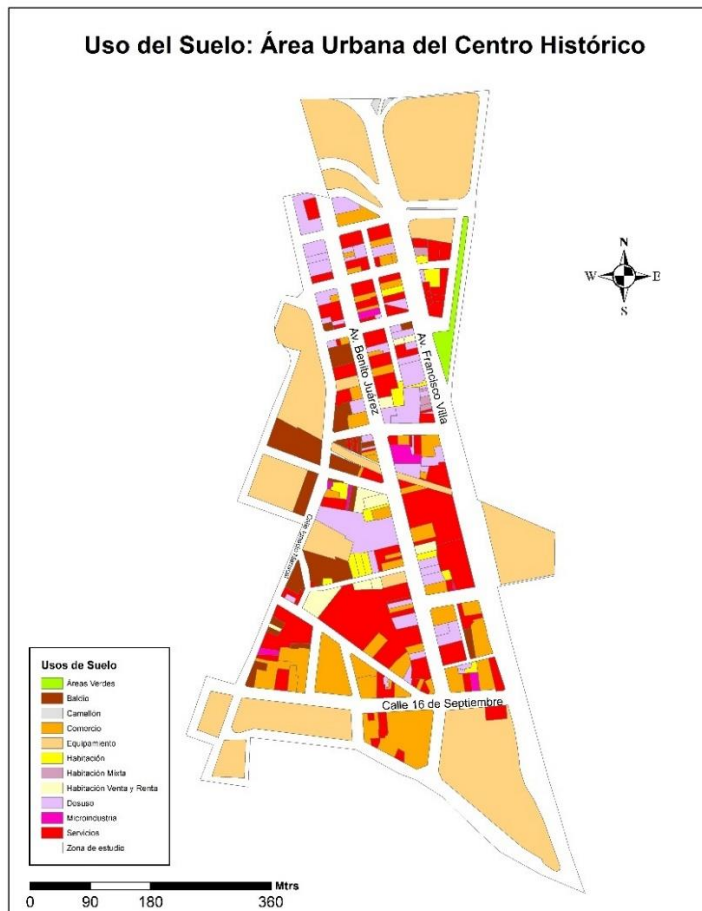 Uso del Suelo: Área Urbana del Centro Histórico
N
W
E
S
Av. Benito Juárez
Av. Francisco Villa
Calle 16 de Septiembre
Usos de Suelo
Áreas Verdes
Baldío
Camellón
Comercio
Equipamiento
Habitación
Habitación Mixta
Habitación Venta y Renta
Desuso
Microindustria
Servicios
Zona de estudio
Mtrs
0 90 180 360